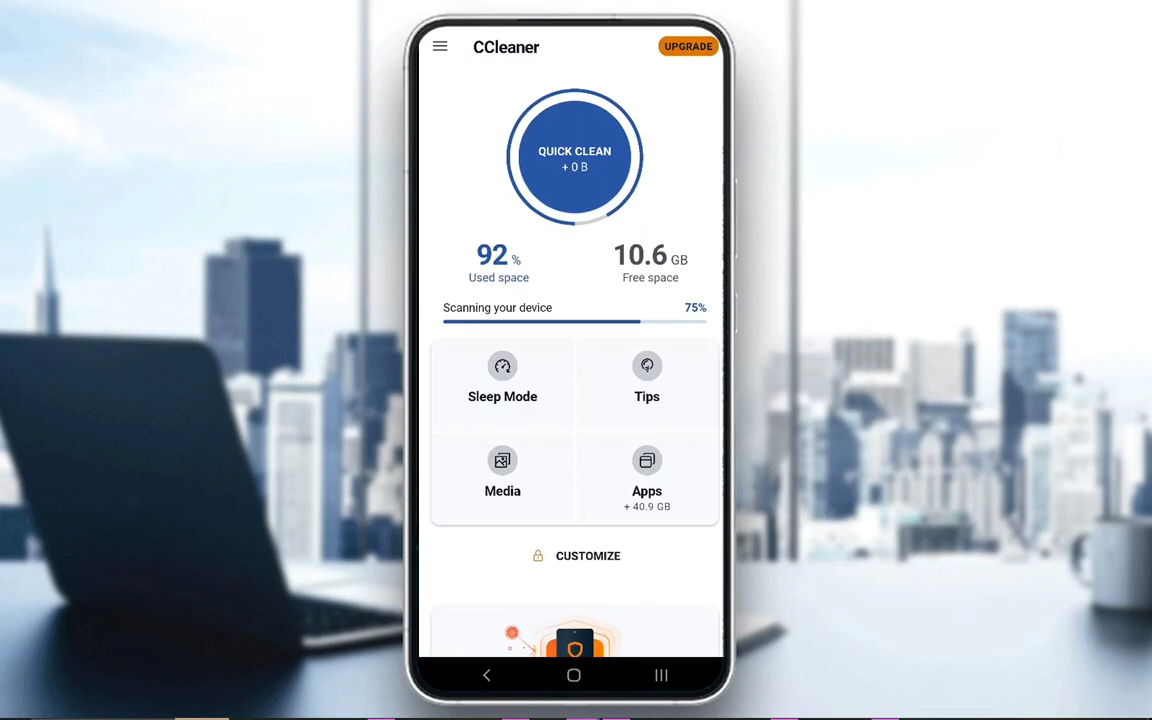 CCleaner
UPGRADE
QUICK CLEAN
+ 0 B
92 %
Used space
10.6 GB
Free space
Scanning your device
75%
Sleep Mode
Tips
Media
Apps
+ 40.9 GB
CUSTOMIZE